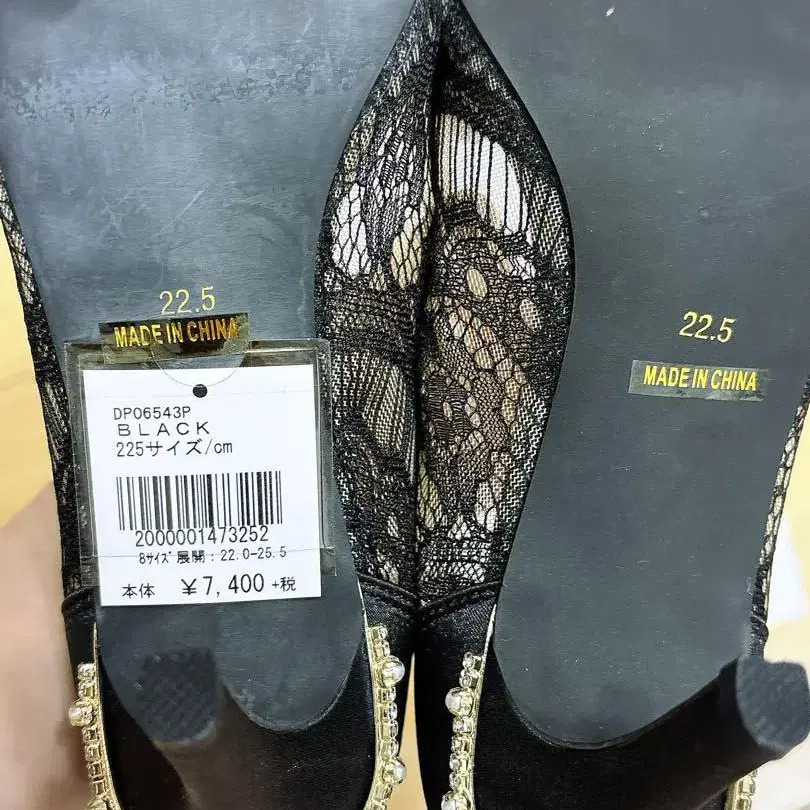 22.5
MADE IN CHINA
DP06543P
BLACK
225サイズ/cm
2000001473252
8サイズ展開:22.0-25.5
本体 ¥7,400+税
22.5
MADE IN CHINA